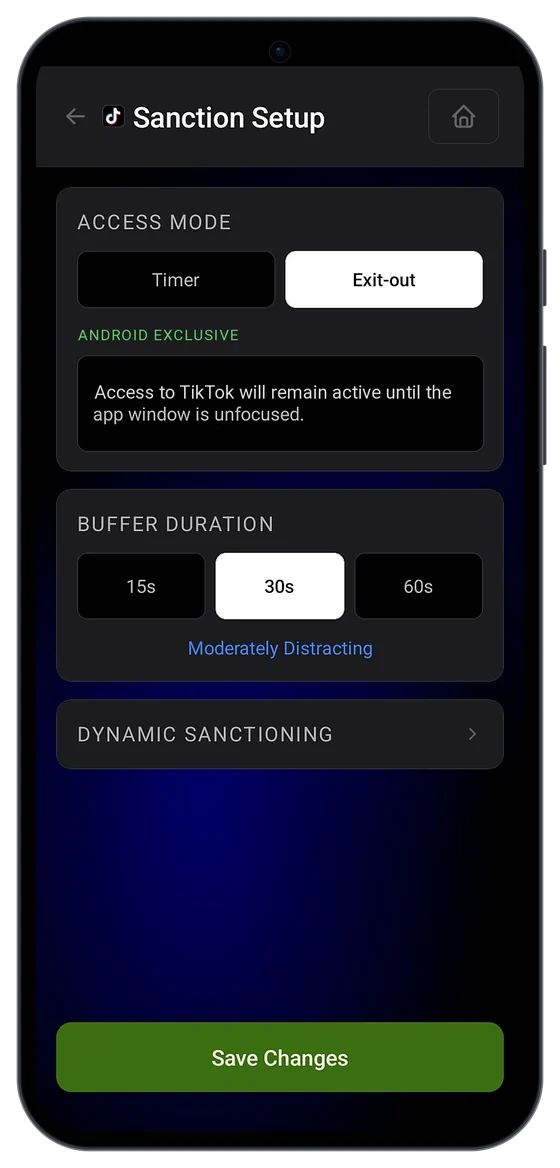 Sanction Setup
ACCESS MODE
Timer
Exit-out
ANDROID EXCLUSIVE
Access to TikTok will remain active until the
app window is unfocused.
BUFFER DURATION
15s
30s
60s
Moderately Distracting
DYNAMIC SANCTIONING
Save Changes